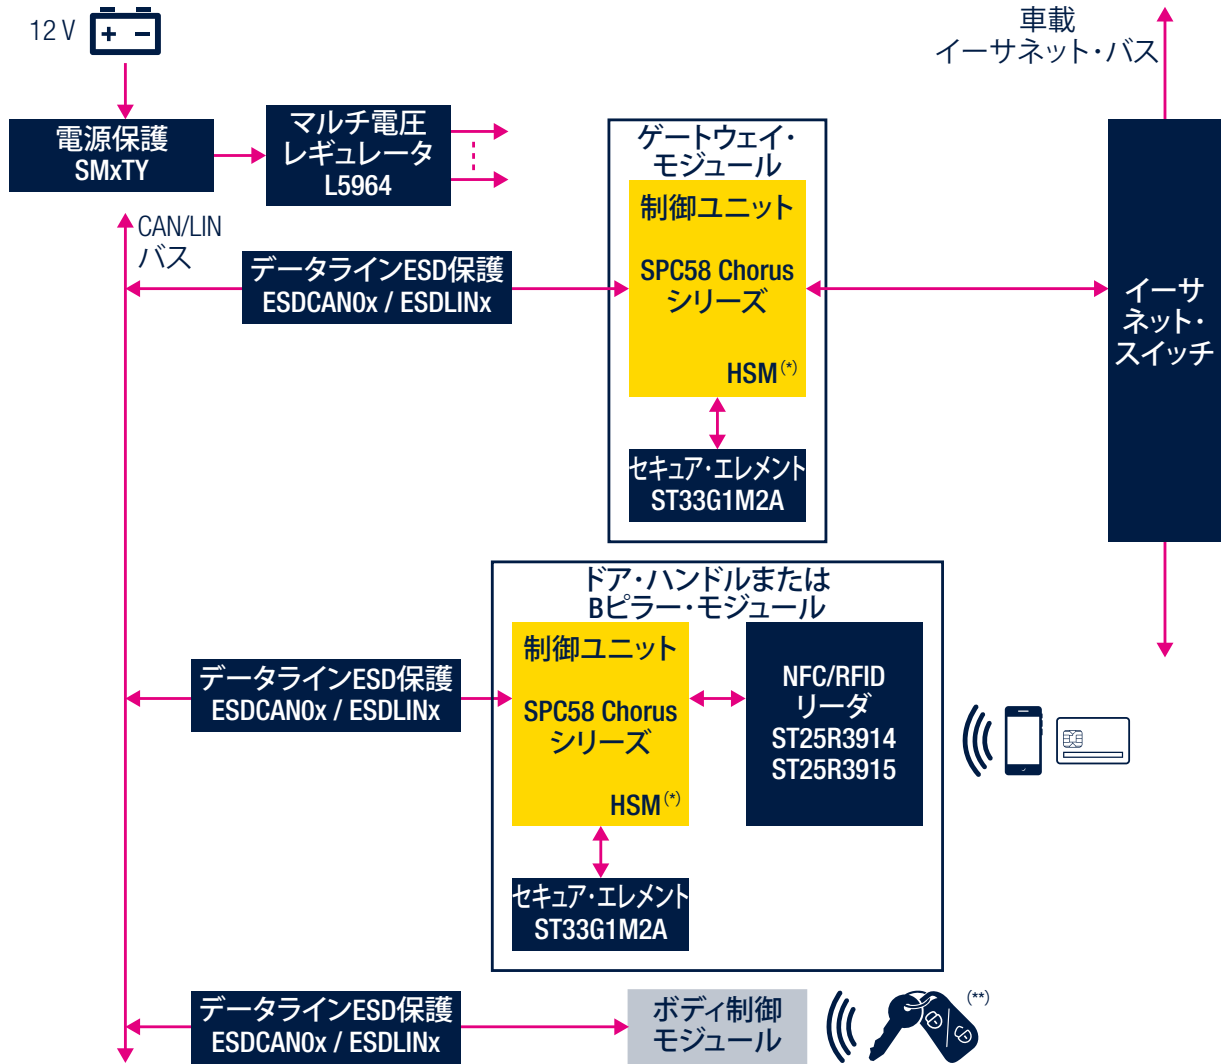 12 V
電源保護
SMxTY
マルチ電圧
レギュレータ
L5964
車載
イーサネット・バス
CAN/LIN
バス
データラインESD保護
ESDCAN0x / ESDLINx
ゲートウェイ・
モジュール
制御ユニット
SPC58 Chorus
シリーズ
HSM(*)
セキュア・エレメント
ST33G1M2A
イーサ
ネット・
スイッチ
ドア・ハンドルまたは
Bピラー・モジュール
データラインESD保護
ESDCAN0x / ESDLINx
制御ユニット
SPC58 Chorus
シリーズ
HSM(*)
NFC/RFID
リーダ
ST25R3914
ST25R3915
セキュア・エレメント
ST33G1M2A
データラインESD保護
ESDCAN0x / ESDLINx
ボディ制御
モジュール
(**)